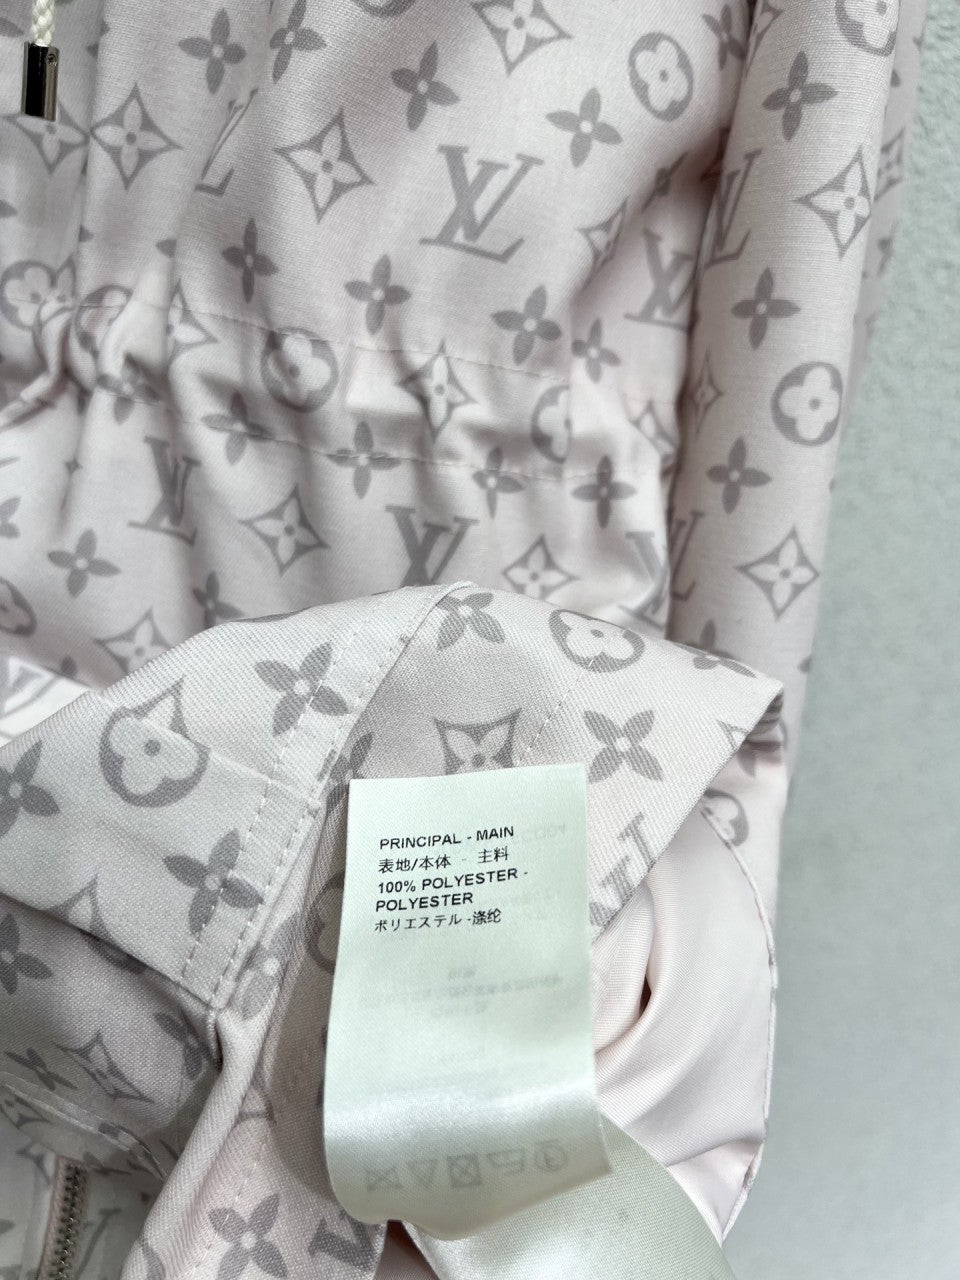 PRINCIPAL - MAIN
表地/本体 - 主料
100% POLYESTER -
POLYESTER
ポリエステル -涤纶